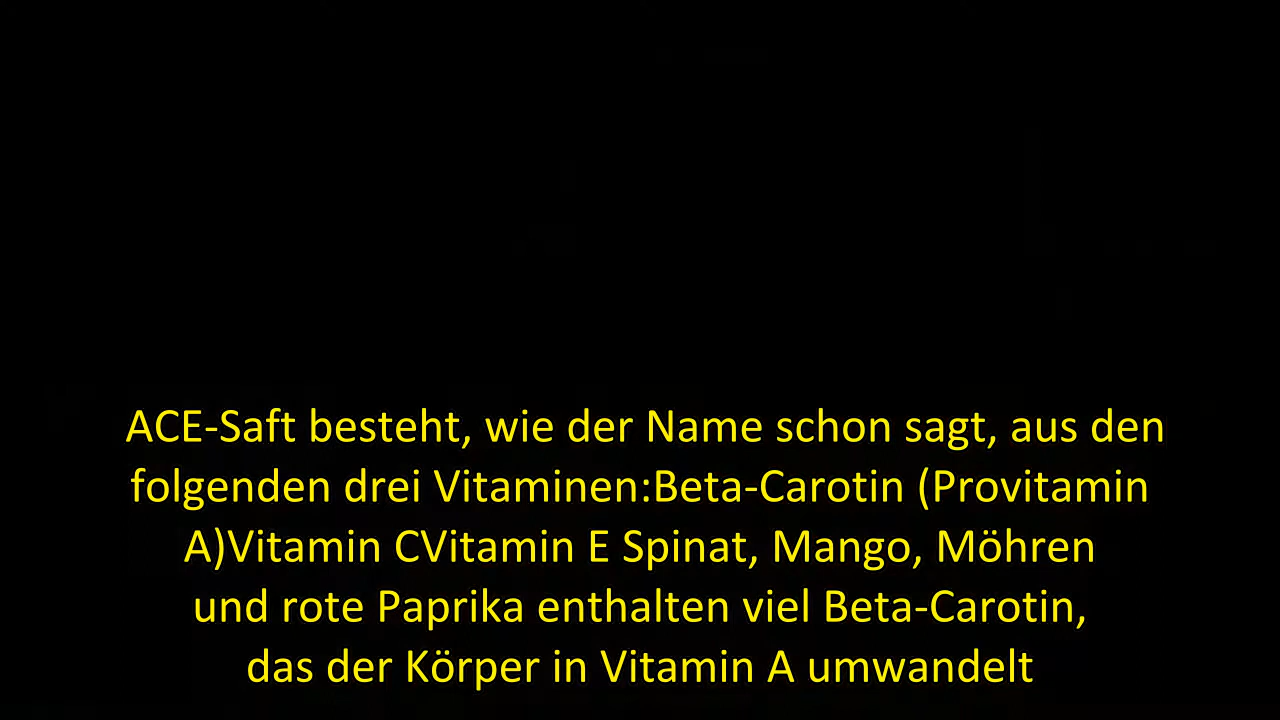 ACE-Saft besteht, wie der Name schon sagt, aus den
folgenden drei Vitaminen:Beta-Carotin (Provitamin
A)Vitamin CVitamin E Spinat, Mango, Möhren
und rote Paprika enthalten viel Beta-Carotin,
das der Körper in Vitamin A umwandelt